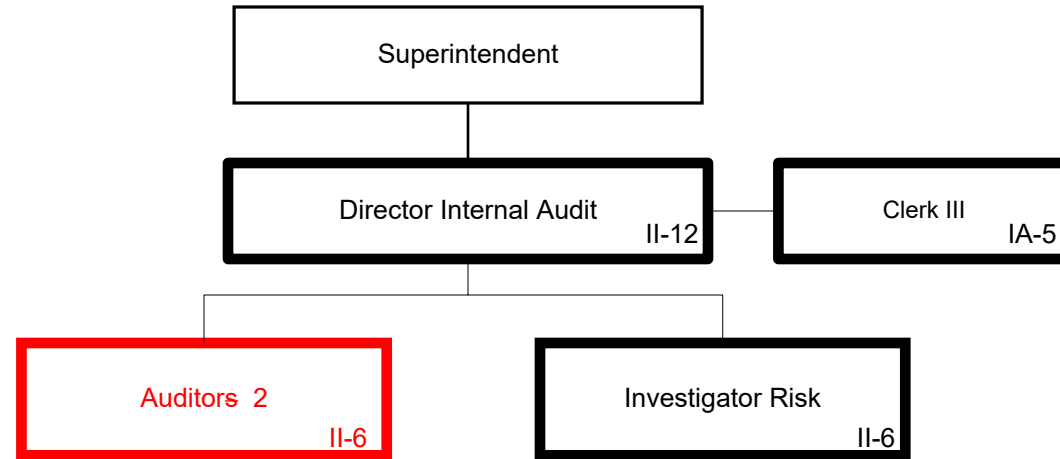 Superintendent
Director Internal Audit
II-12
Clerk III
IA-5
Auditors 2
II-6
Investigator Risk
II-6